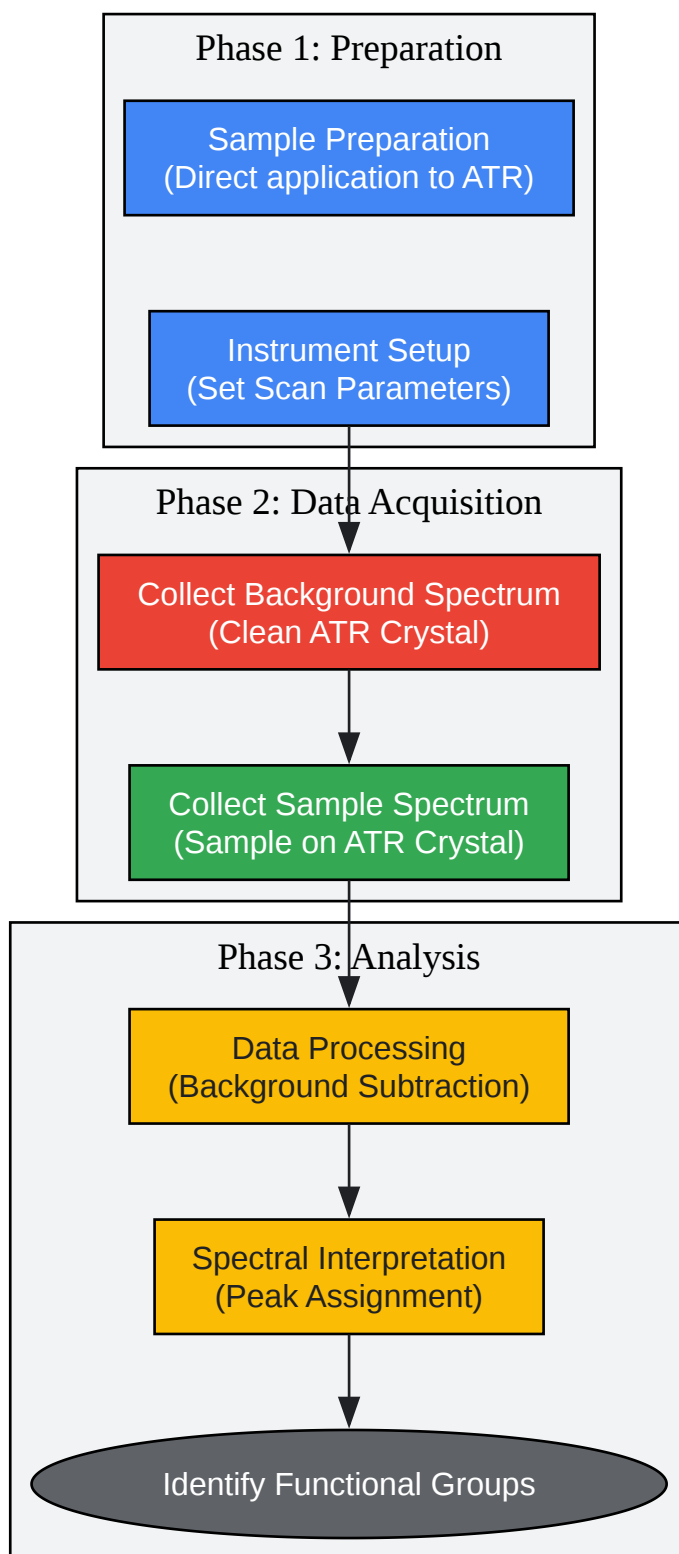 Phase 1: Preparation
Sample Preparation
(Direct application to ATR)
Instrument Setup
(Set Scan Parameters)
Phase 2: Data Acquisition
Collect Background Spectrum
(Clean ATR Crystal)
Collect Sample Spectrum
(Sample on ATR Crystal)
Phase 3: Analysis
Data Processing
(Background Subtraction)
Spectral Interpretation
(Peak Assignment)
Identify Functional Groups